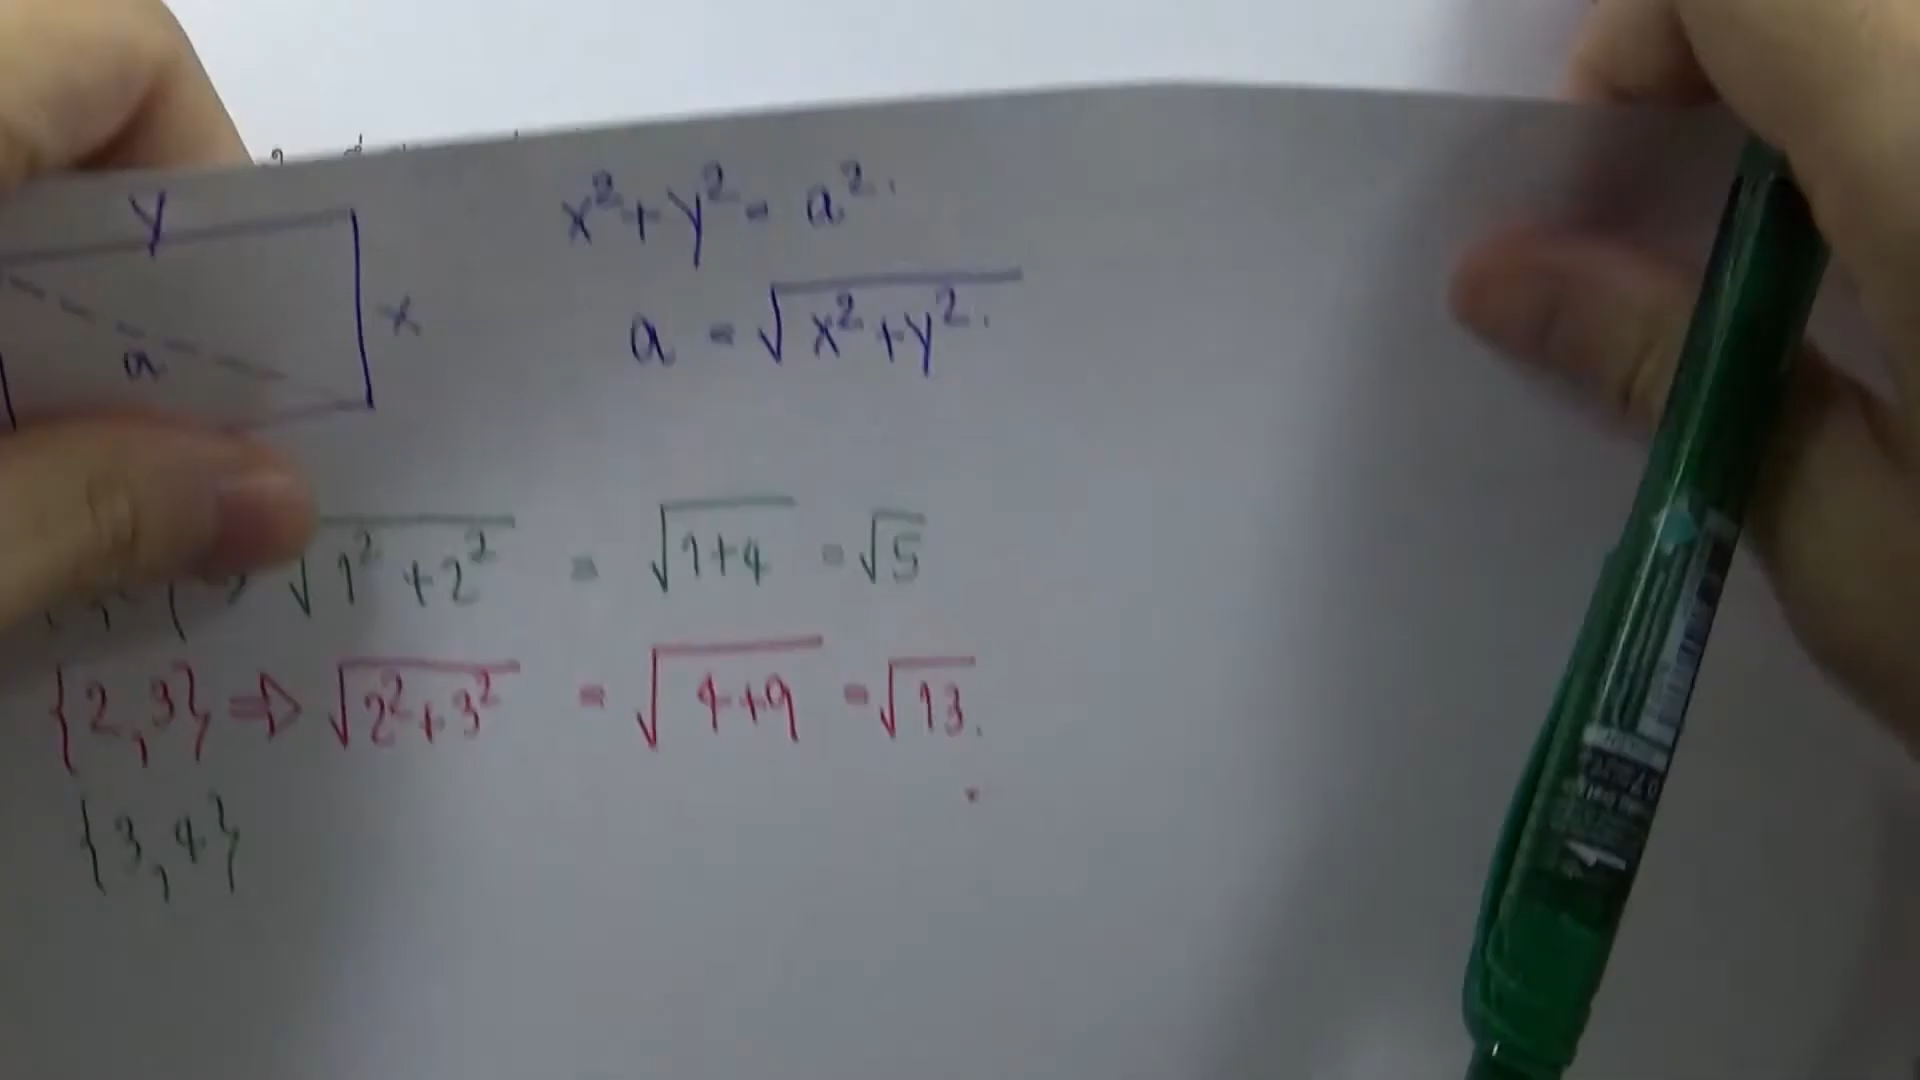 y
x² + y² = a²
x
a = √(x² + y²)
a
⇒ √(1² + 2²) = √(1+4) = √5
{2,3} ⇒ √(2² + 3²) = √(4+9) = √13
{3,4}